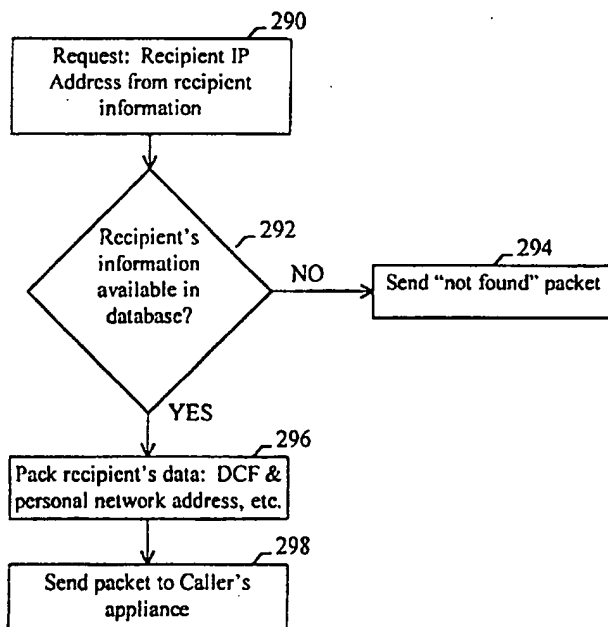 290
Request: Recipient IP
Address from recipient
information
292
Recipient's
information
available in
database?
NO
294
Send "not found" packet
YES
296
Pack recipient's data: DCF &
personal network address, etc.
298
Send packet to Caller's
appliance